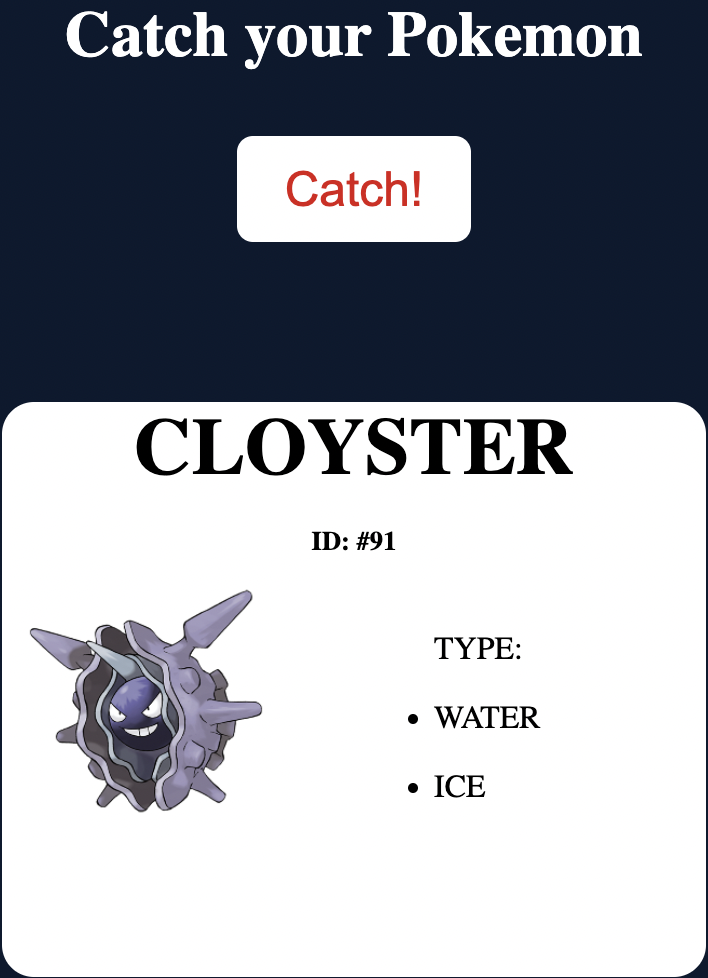 Catch your Pokemon
Catch!
CLOYSTER
ID: #91
TYPE:
• WATER
• ICE